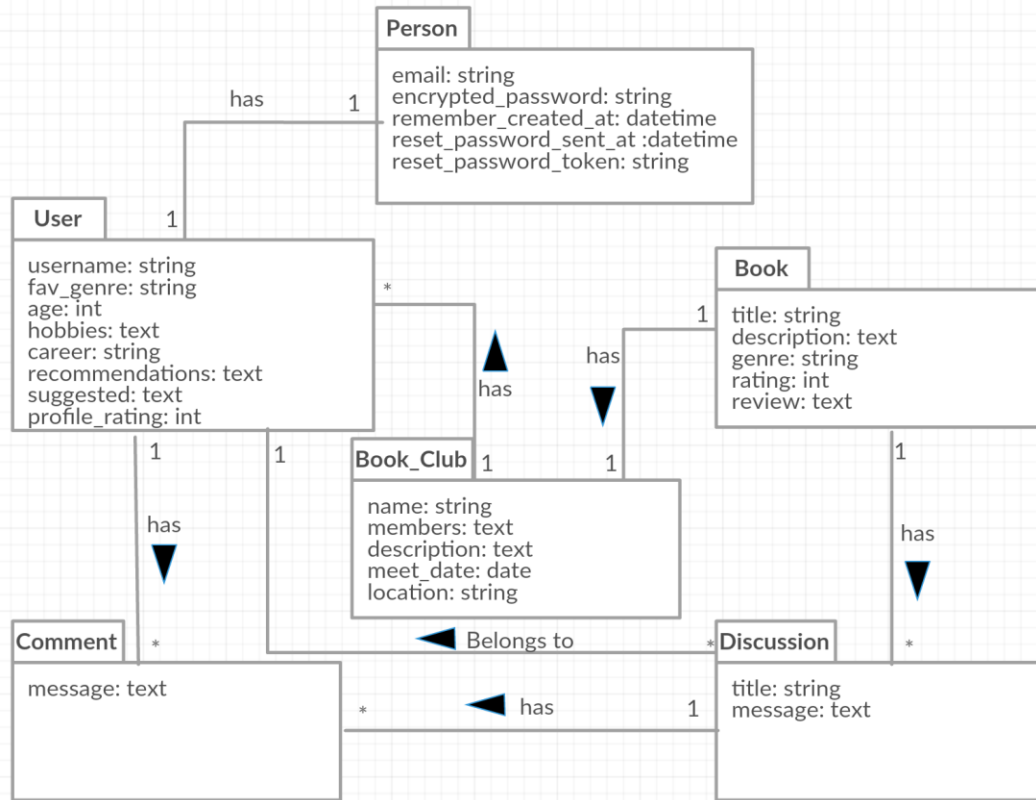 Person
email: string
encrypted_password: string
remember_created_at: datetime
reset_password_sent_at :datetime
reset_password_token: string
has
1
1
User
username: string
fav_genre: string
age: int
hobbies: text
career: string
recommendations: text
suggested: text
profile_rating: int
*
has
1
Book
title: string
description: text
genre: string
rating: int
review: text
1
has
1
Book_Club
name: string
members: text
description: text
meet_date: date
location: string
1
has
*
1
Belongs to
*
1
has
*
Comment
message: text
*
has
1
Discussion
title: string
message: text